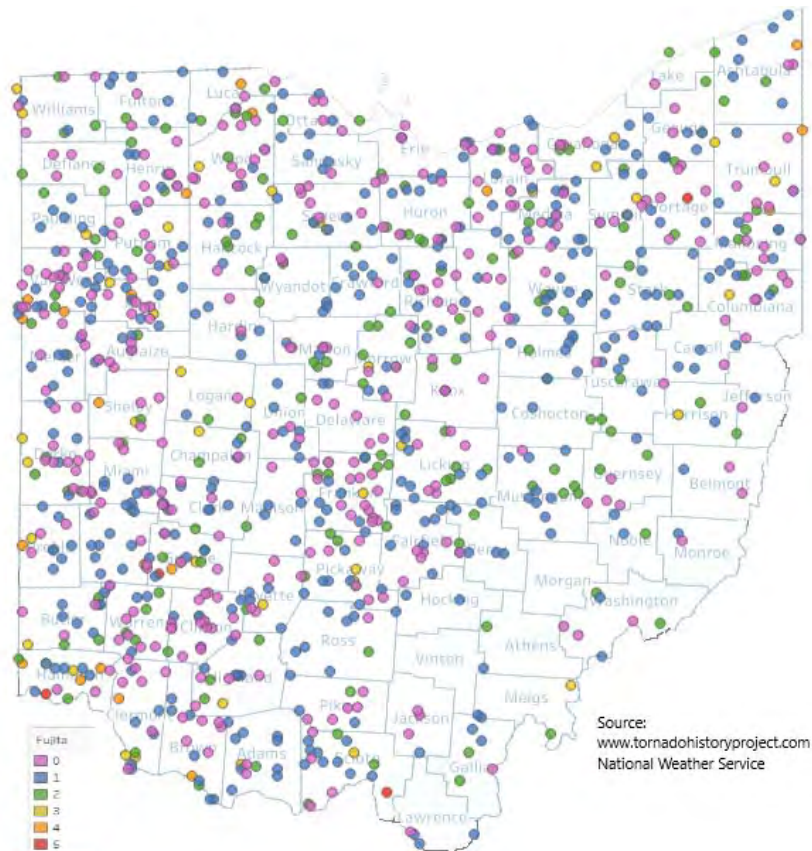 Lake
Ashtabula
Williams
Fulton
Lucas
Geauga
Erie
Defiance
Henry
Wood
Sandusky
Lorain
Trumbull
Huron
Medina
Summit
Portage
Paulding
Putnam
Hancock
Mahoning
Wyandot
Crawford
Richland
Wayne
Stark
Columbiana
Hardin
Mercer
Auglaize
Marion
Morrow
Holmes
Carroll
Tuscarawas
Jefferson
Logan
Knox
Shelby
Union
Delaware
Coshocton
Harrison
Darke
Champaign
Licking
Miami
Guernsey
Belmont
Clark
Madison
Franklin
Muskingum
Noble
Monroe
Greene
Pickaway
Fairfield
Perry
Morgan
Fayette
Hocking
Washington
Butler
Warren
Clinton
Ross
Athens
Vinton
Hamilton
Highland
Meigs
Clermont
Pike
Jackson
Brown
Adams
Scioto
Gallia
Lawrence
Source:
www.tornadohistoryproject.com
National Weather Service
Fujita
0
1
2
3
4
5